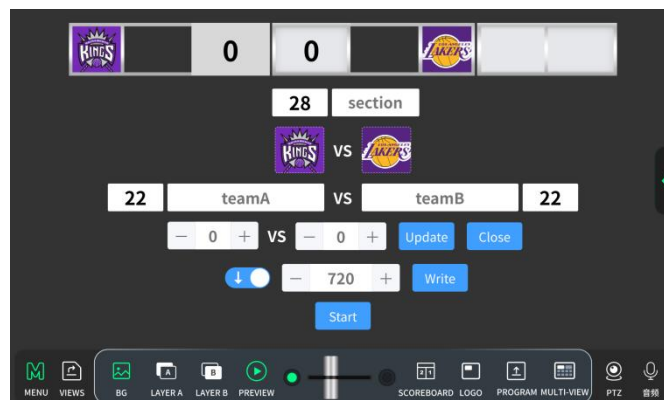 KINGS 0 0 LAKERS
28 section
KINGS VS LAKERS
22 teamA VS teamB 22
− 0 + VS − 0 + Update Close
↓ − 720 + Write
Start
MENU VIEWS BG LAYER A LAYER B PREVIEW SCOREBOARD LOGO PROGRAM MULTI-VIEW PTZ 音频